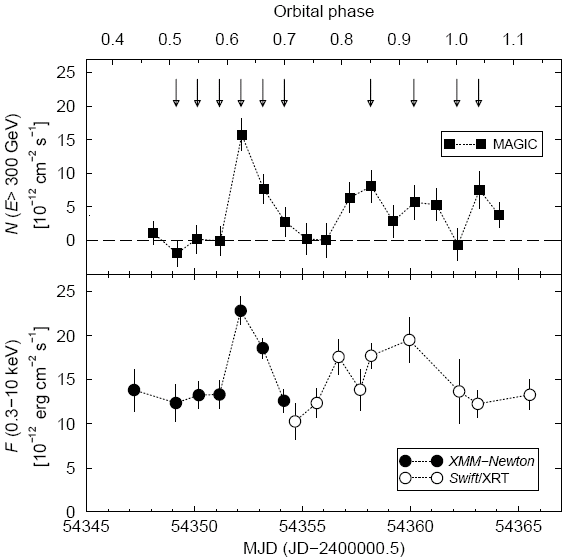 Orbital phase
0.4 0.5 0.6 0.7 0.8 0.9 1.0 1.1
25
20
15
10
5
0
N (E> 300 GeV)
[10−12 cm−2 s−1]
MAGIC
25
20
15
10
5
0
F (0.3−10 keV)
[10−12 erg cm−2 s−1]
XMM−Newton
Swift/XRT
54345 54350 54355 54360 54365
MJD (JD−2400000.5)